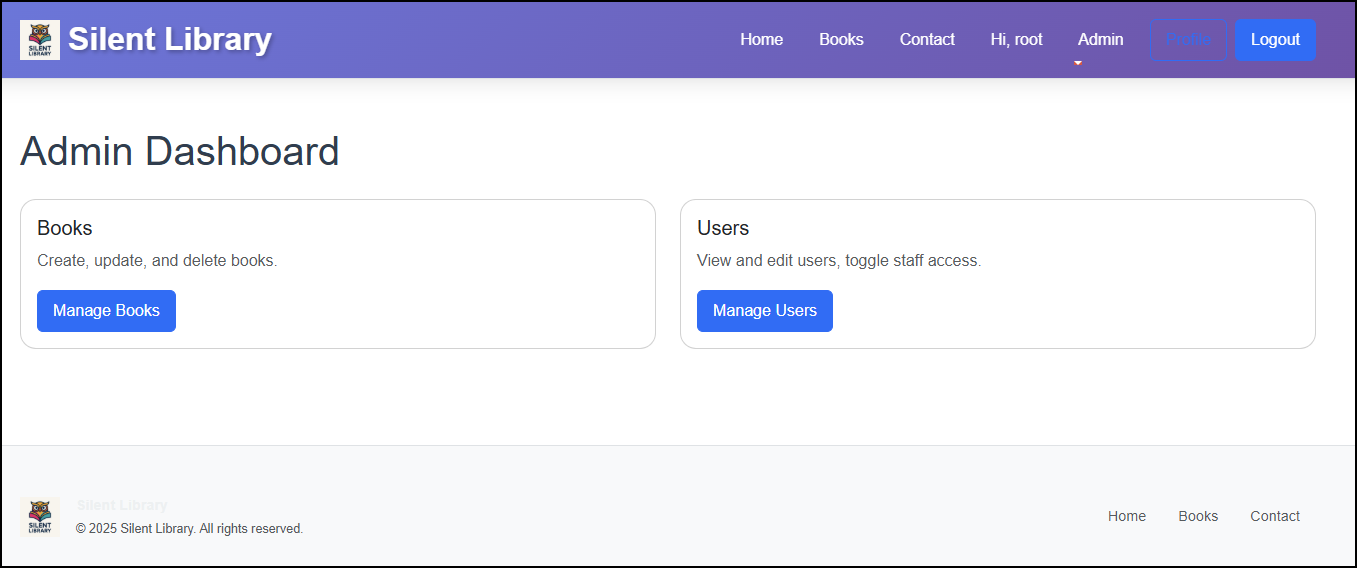 SILENT
LIBRARY
Silent Library
Home
Books
Contact
Hi, root
Admin
Profile
Logout
Admin Dashboard
Books
Create, update, and delete books.
Manage Books
Users
View and edit users, toggle staff access.
Manage Users
SILENT
LIBRARY
Silent Library
© 2025 Silent Library. All rights reserved.
Home
Books
Contact